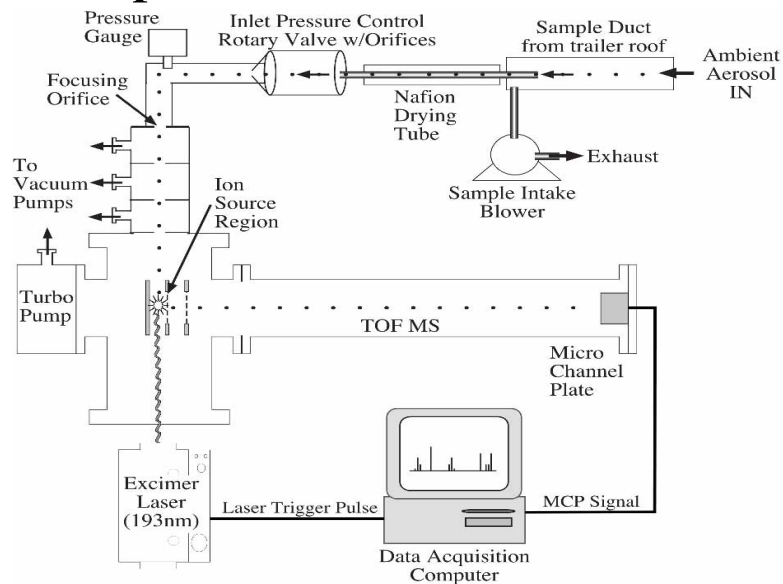 Pressure
Gauge
Inlet Pressure Control
Rotary Valve w/Orifices
Sample Duct
from trailer roof
Ambient
Aerosol
IN
Focusing
Orifice
Nafion
Drying
Tube
Exhaust
Sample Intake
Blower
To
Vacuum
Pumps
Ion
Source
Region
Turbo
Pump
TOF MS
Micro
Channel
Plate
Excimer
Laser
(193nm)
Laser Trigger Pulse
MCP Signal
Data Acquisition
Computer